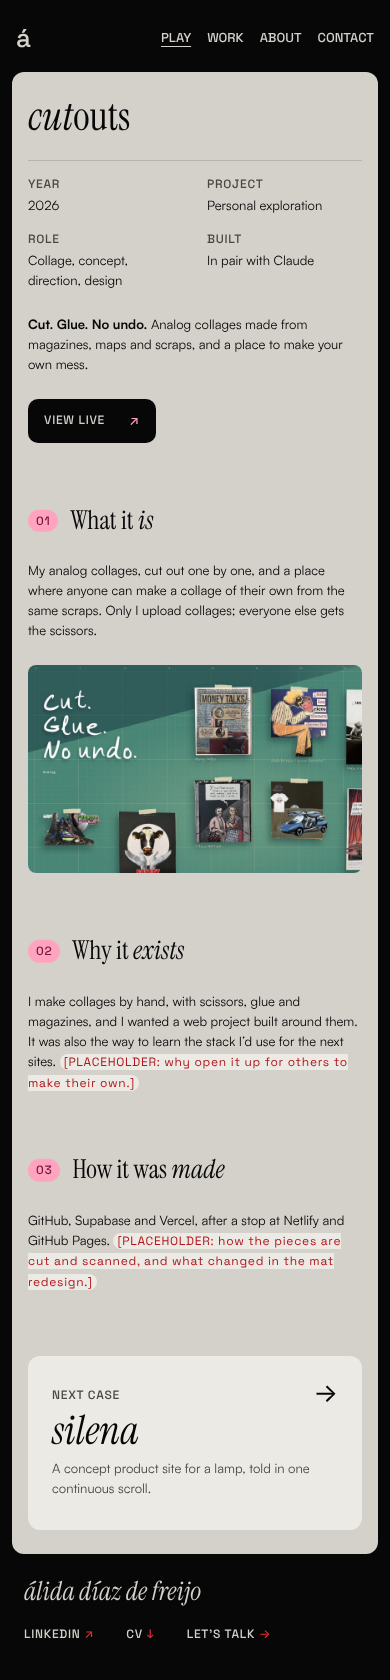 á
PLAY WORK ABOUT CONTACT
cutouts
YEAR
2026
PROJECT
Personal exploration
ROLE
Collage, concept,
direction, design
BUILT
In pair with Claude
Cut. Glue. No undo. Analog collages made from
magazines, maps and scraps, and a place to make your
own mess.
VIEW LIVE ↗
01 What it is
My analog collages, cut out one by one, and a place
where anyone can make a collage of their own from the
same scraps. Only I upload collages; everyone else gets
the scissors.
Cut.
Glue.
No undo.
MONEY TALKS
02 Why it exists
I make collages by hand, with scissors, glue and
magazines, and I wanted a web project built around them.
It was also the way to learn the stack I'd use for the next
sites. [PLACEHOLDER: why open it up for others to
make their own.]
03 How it was made
GitHub, Supabase and Vercel, after a stop at Netlify and
GitHub Pages. [PLACEHOLDER: how the pieces are
cut and scanned, and what changed in the mat
redesign.]
NEXT CASE →
silena
A concept product site for a lamp, told in one
continuous scroll.
álida díaz de freijo
LINKEDIN ↗ CV ↓ LET'S TALK →